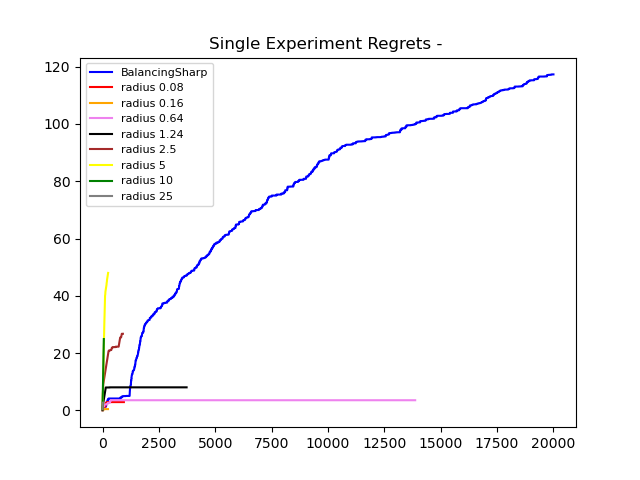 Single Experiment Regrets -
120
100
80
60
40
20
0
BalancingSharp
radius 0.08
radius 0.16
radius 0.64
radius 1.24
radius 2.5
radius 5
radius 10
radius 25
0 2500 5000 7500 10000 12500 15000 17500 20000